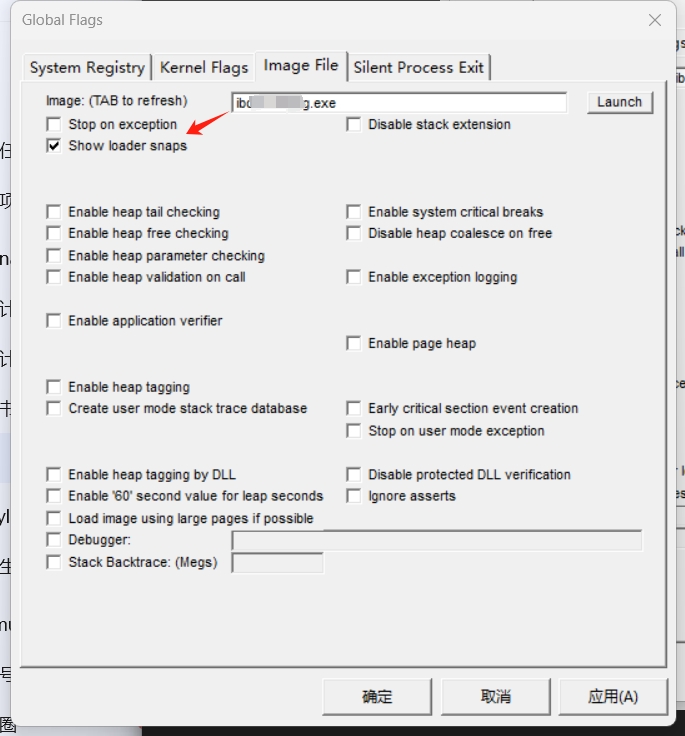 Global Flags
System Registry Kernel Flags Image File Silent Process Exit
Image: (TAB to refresh) Launch
Stop on exception Disable stack extension
Show loader snaps
Enable heap tail checking Enable system critical breaks
Enable heap free checking Disable heap coalesce on free
Enable heap parameter checking
Enable heap validation on call Enable exception logging
Enable application verifier
Enable page heap
Enable heap tagging
Create user mode stack trace database Early critical section event creation
Stop on user mode exception
Enable heap tagging by DLL Disable protected DLL verification
Enable '60' second value for leap seconds Ignore asserts
Load image using large pages if possible
Debugger:
Stack Backtrace: (Megs)
确定 取消 应用(A)